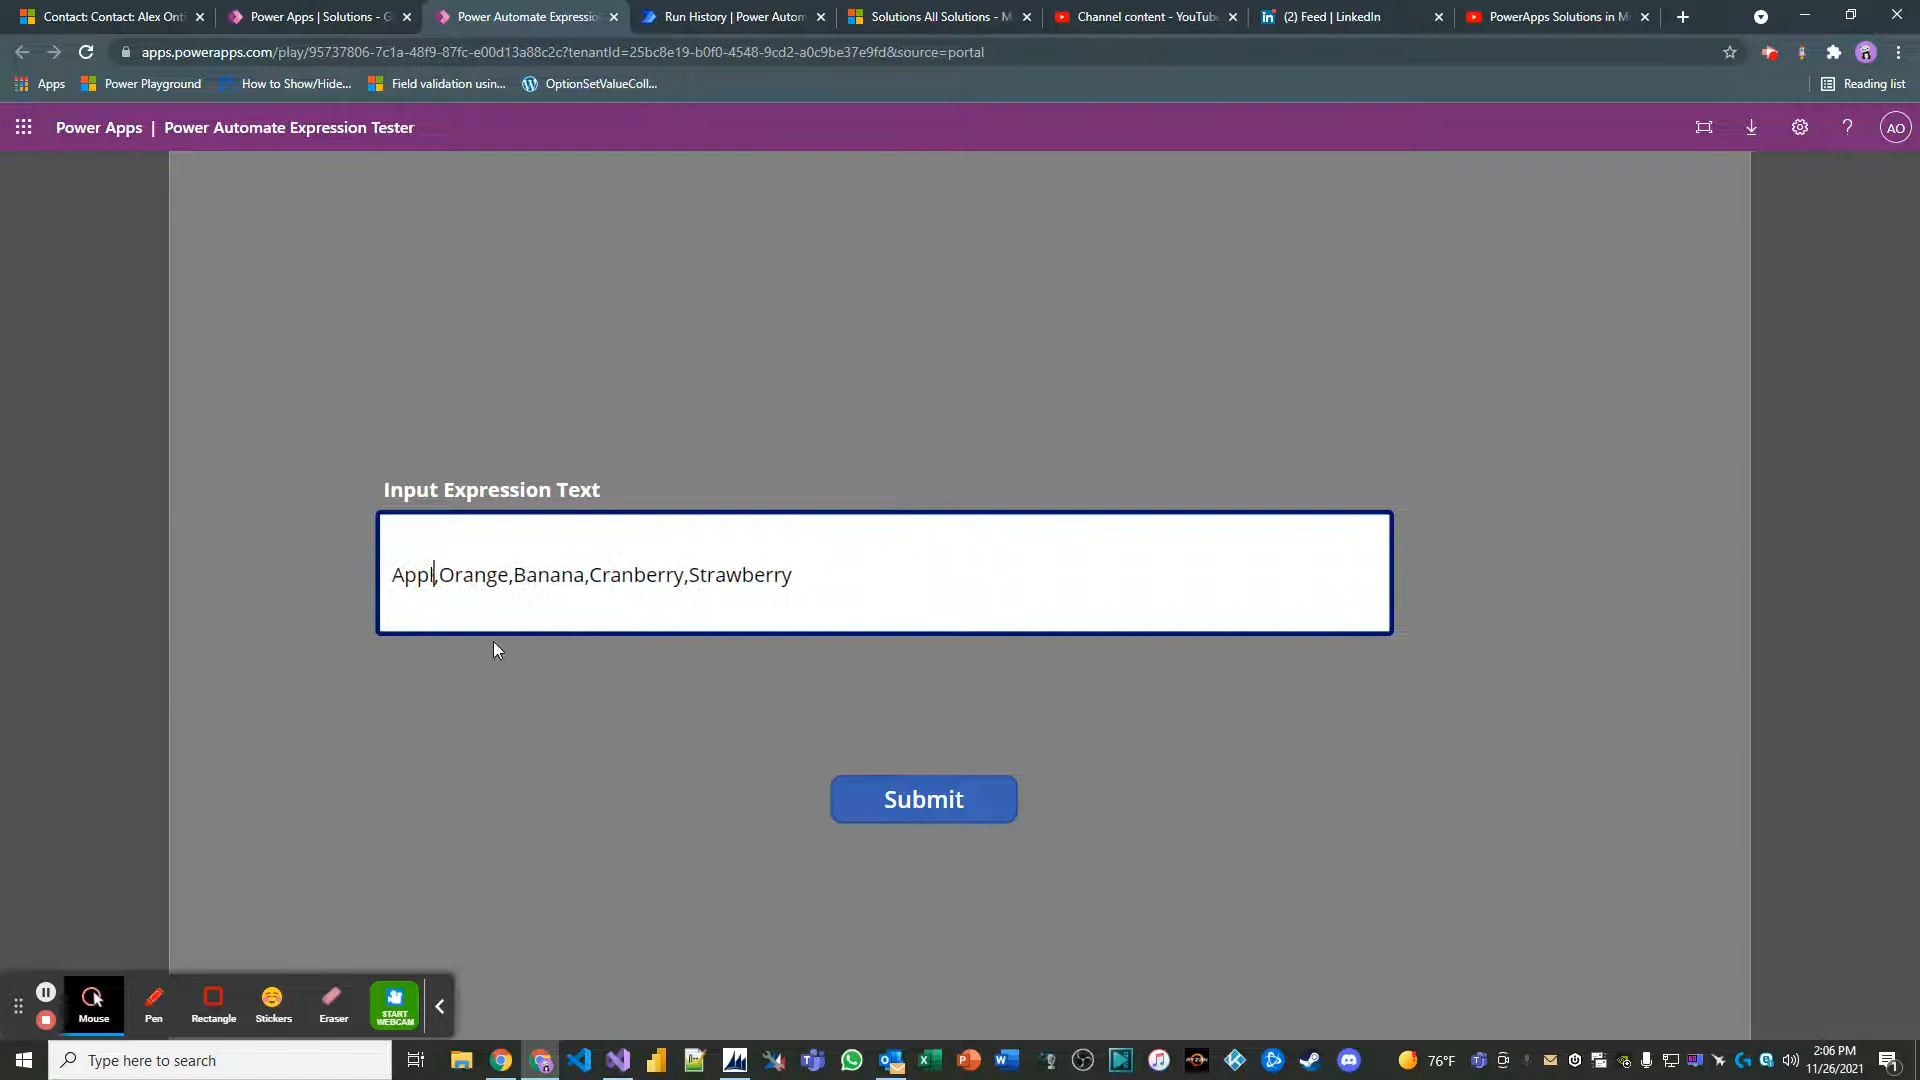 Contact: Contact: Alex Onti
Power Apps | Solutions - G
Power Automate Expressio
Run History | Power Autom
Solutions All Solutions - M
Channel content - YouTube
(2) Feed | LinkedIn
PowerApps Solutions in Mi
apps.powerapps.com/play/95737806-7c1a-48f9-87fc-e00d13a88c2c?tenantId=25bc8e19-b0f0-4548-9cd2-a0c9be37e9fd&source=portal
Apps
Power Playground
How to Show/Hide...
Field validation usin...
OptionSetValueColl...
Reading list
Power Apps | Power Automate Expression Tester
AO
Input Expression Text
Appl,Orange,Banana,Cranberry,Strawberry
Submit
Mouse
Pen
Rectangle
Stickers
Eraser
START
WEBCAM
Type here to search
76°F
2:06 PM
11/26/2021